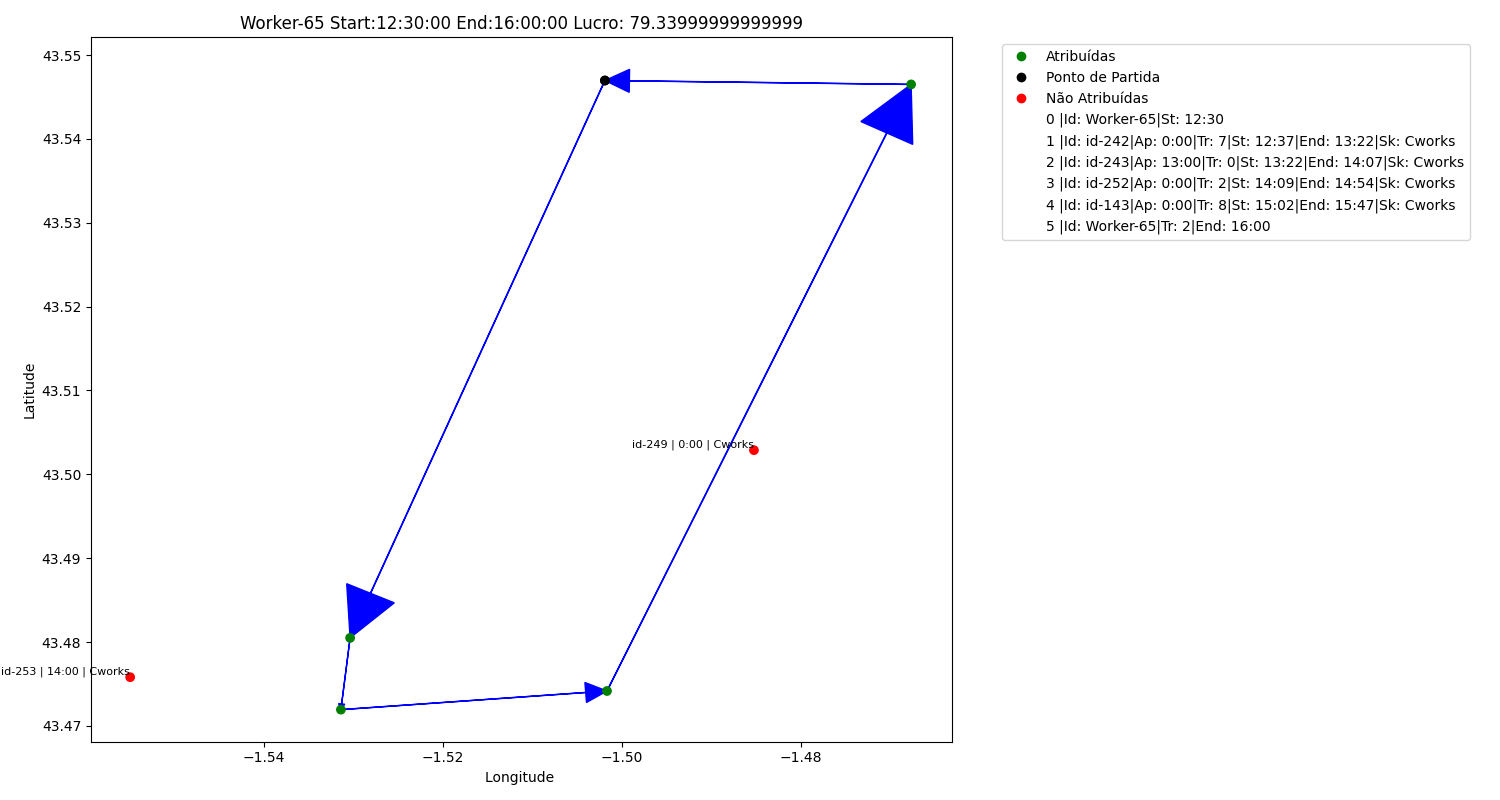 Worker-65 Start:12:30:00 End:16:00:00 Lucro: 79.33999999999999
Atribuídas
Ponto de Partida
Não Atribuídas
0 |Id: Worker-65|St: 12:30
1 |Id: id-242|Ap: 0:00|Tr: 7|St: 12:37|End: 13:22|Sk: Cworks
2 |Id: id-243|Ap: 13:00|Tr: 0|St: 13:22|End: 14:07|Sk: Cworks
3 |Id: id-252|Ap: 0:00|Tr: 2|St: 14:09|End: 14:54|Sk: Cworks
4 |Id: id-143|Ap: 0:00|Tr: 8|St: 15:02|End: 15:47|Sk: Cworks
5 |Id: Worker-65|Tr: 2|End: 16:00
43.55
43.54
43.53
43.52
43.51
43.50
43.49
43.48
43.47
Latitude
id-249 | 0:00 | Cworks
id-253 | 14:00 | Cworks
−1.54
−1.52
−1.50
−1.48
Longitude